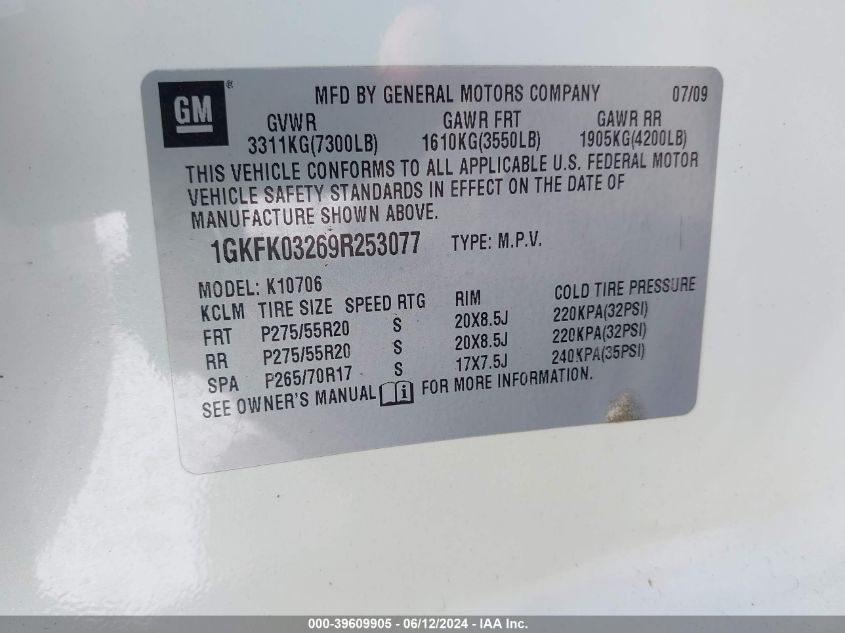 GM® MFD BY GENERAL MOTORS COMPANY 07/09
GVWR GAWR FRT GAWR RR
3311KG(7300LB) 1610KG(3550LB) 1905KG(4200LB)
THIS VEHICLE CONFORMS TO ALL APPLICABLE U.S. FEDERAL MOTOR
VEHICLE SAFETY STANDARDS IN EFFECT ON THE DATE OF
MANUFACTURE SHOWN ABOVE.
1GKFK03269R253077 TYPE: M.P.V.
MODEL: K10706
KCLM TIRE SIZE SPEED RTG RIM COLD TIRE PRESSURE
FRT P275/55R20 S 20X8.5J 220KPA(32PSI)
RR P275/55R20 S 20X8.5J 220KPA(32PSI)
SPA P265/70R17 S 17X7.5J 240KPA(35PSI)
SEE OWNER'S MANUAL i FOR MORE INFORMATION.
000-39609905 - 06/12/2024 - IAA Inc.